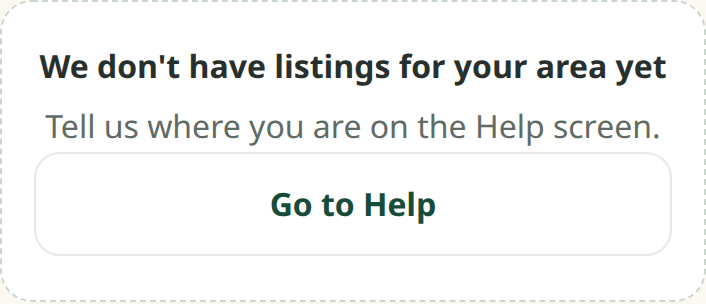 We don't have listings for your area yet
Tell us where you are on the Help screen.
Go to Help